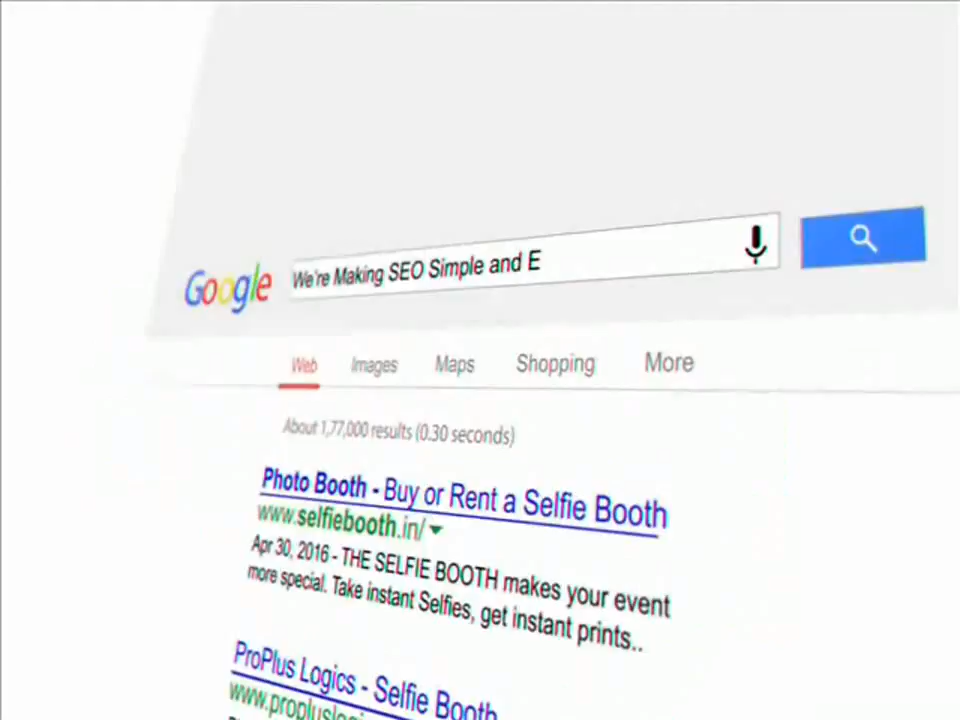 Google
We're Making SEO Simple and E
Web Images Maps Shopping More
About 1,77,000 results (0.30 seconds)
Photo Booth - Buy or Rent a Selfie Booth
www.selfiebooth.in/
Apr 30, 2016 - THE SELFIE BOOTH makes your event
more special. Take instant Selfies, get instant prints..
ProPlus Logics - Selfie Booth